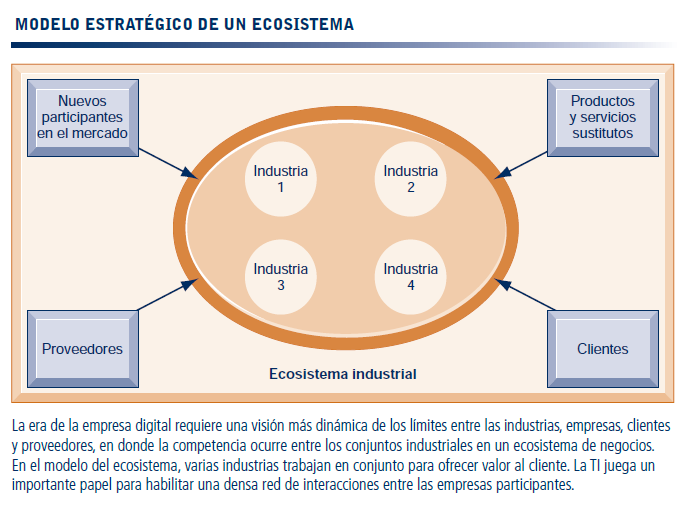 MODELO ESTRATÉGICO DE UN ECOSISTEMA
Nuevos
participantes
en el mercado
Productos
y servicios
sustitutos
Industria
1
Industria
2
Industria
3
Industria
4
Proveedores
Clientes
Ecosistema industrial
La era de la empresa digital requiere una visión más dinámica de los límites entre las industrias, empresas, clientes
y proveedores, en donde la competencia ocurre entre los conjuntos industriales en un ecosistema de negocios.
En el modelo del ecosistema, varias industrias trabajan en conjunto para ofrecer valor al cliente. La TI juega un
importante papel para habilitar una densa red de interacciones entre las empresas participantes.